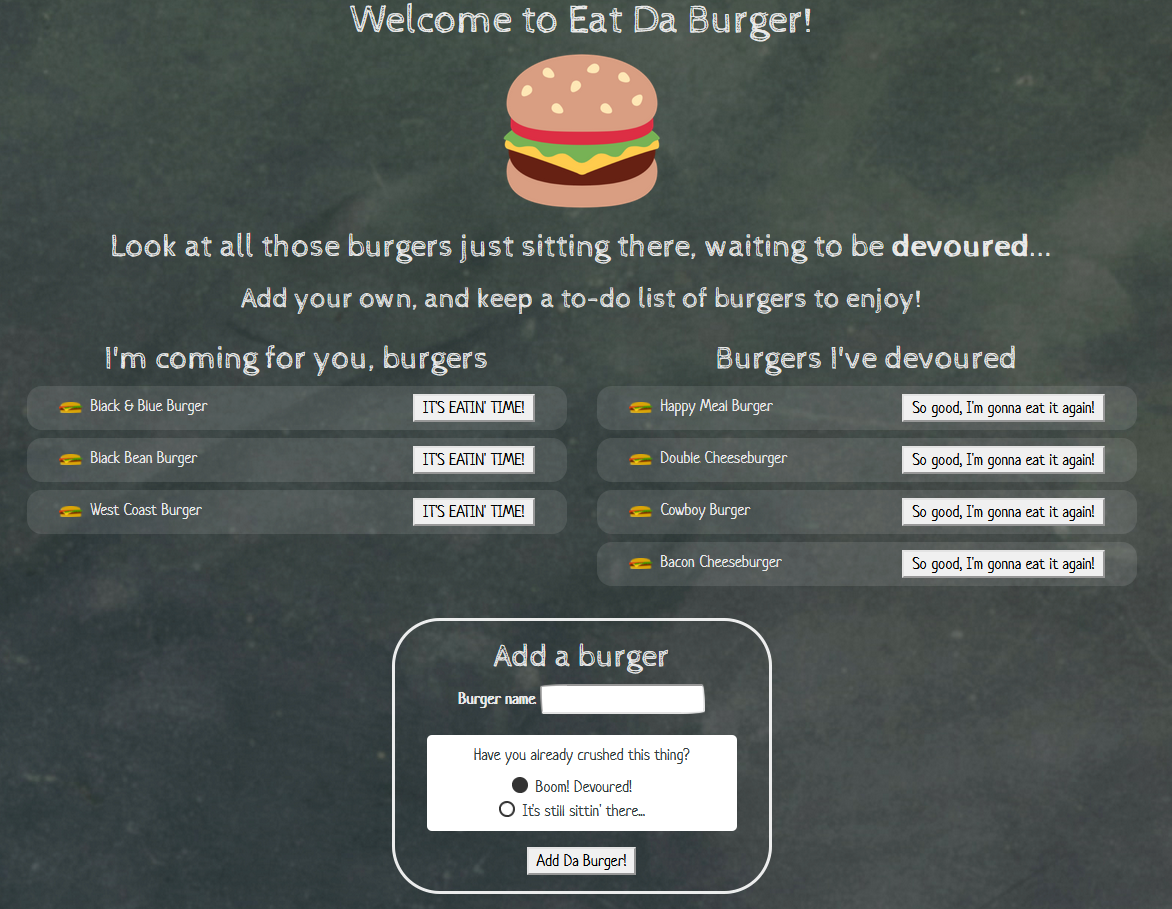 Welcome to Eat Da Burger!
Look at all those burgers just sitting there, waiting to be devoured...
Add your own, and keep a to-do list of burgers to enjoy!
I'm coming for you, burgers
Black & Blue Burger IT'S EATIN' TIME!
Black Bean Burger IT'S EATIN' TIME!
West Coast Burger IT'S EATIN' TIME!
Burgers I've devoured
Happy Meal Burger So good, I'm gonna eat it again!
Double Cheeseburger So good, I'm gonna eat it again!
Cowboy Burger So good, I'm gonna eat it again!
Bacon Cheeseburger So good, I'm gonna eat it again!
Add a burger
Burger name
Have you already crushed this thing?
Boom! Devoured!
It's still sittin' there...
Add Da Burger!